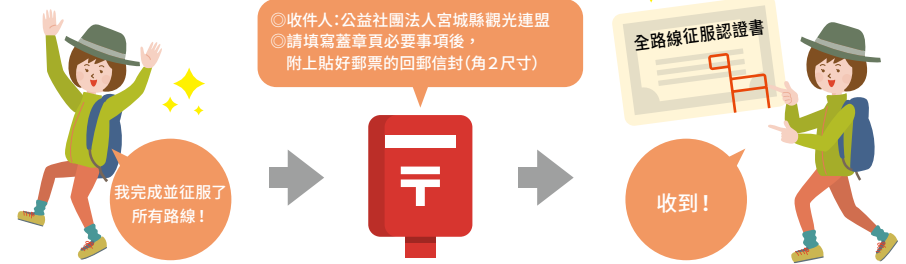 ◎收件人：公益社團法人宮城縣觀光連盟
◎請填寫蓋章頁必要事項後，
附上貼好郵票的回郵信封（角２尺寸）
全路線征服認證書
我完成並征服了
所有路線！
〒
收到！